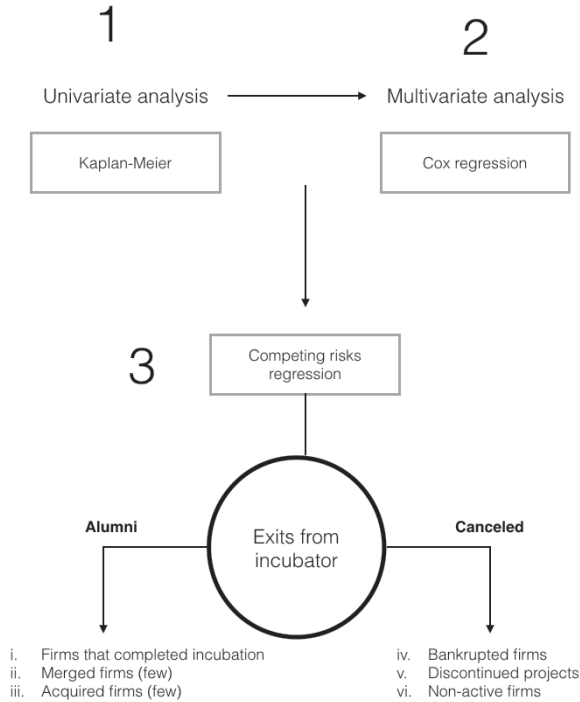 1
2
Univariate analysis
Multivariate analysis
Kaplan-Meier
Cox regression
3
Competing risks
regression
Exits from
incubator
Alumni
Canceled
i. Firms that completed incubation
ii. Merged firms (few)
iii. Acquired firms (few)
iv. Bankrupted firms
v. Discontinued projects
vi. Non-active firms